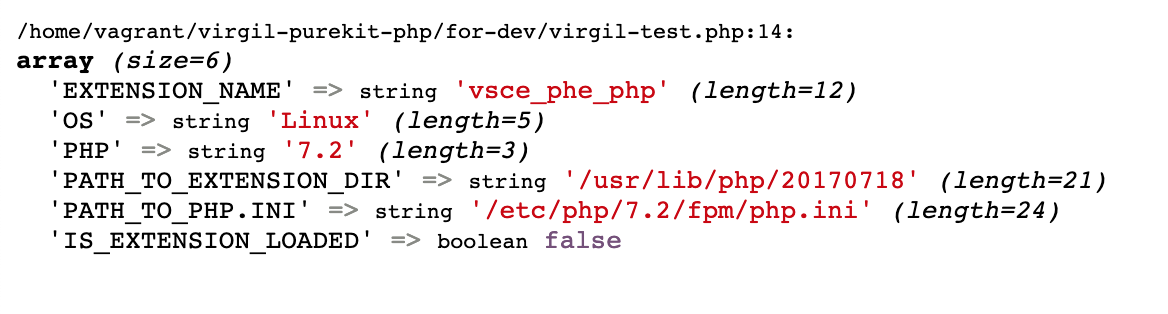 /home/vagrant/virgil-purekit-php/for-dev/virgil-test.php:14:
array (size=6)
'EXTENSION_NAME' => string 'vsce_phe_php' (length=12)
'OS' => string 'Linux' (length=5)
'PHP' => string '7.2' (length=3)
'PATH_TO_EXTENSION_DIR' => string '/usr/lib/php/20170718' (length=21)
'PATH_TO_PHP.INI' => string '/etc/php/7.2/fpm/php.ini' (length=24)
'IS_EXTENSION_LOADED' => boolean false